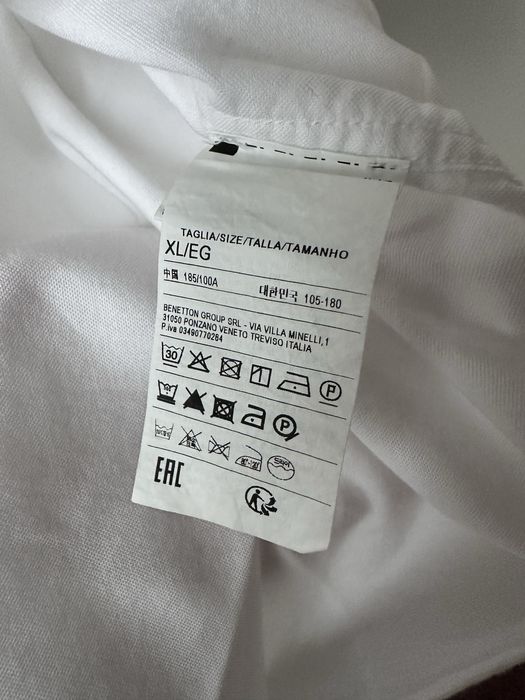 TAGLIA/SIZE/TALLA/TAMANHO
XL/EG
中国 185/100A 대한민국 105-180
BENETTON GROUP SRL - VIA VILLA MINELLI,1
31050 PONZANO VENETO TREVISO ITALIA
P.iva 03490770264
30 P
P
EAC